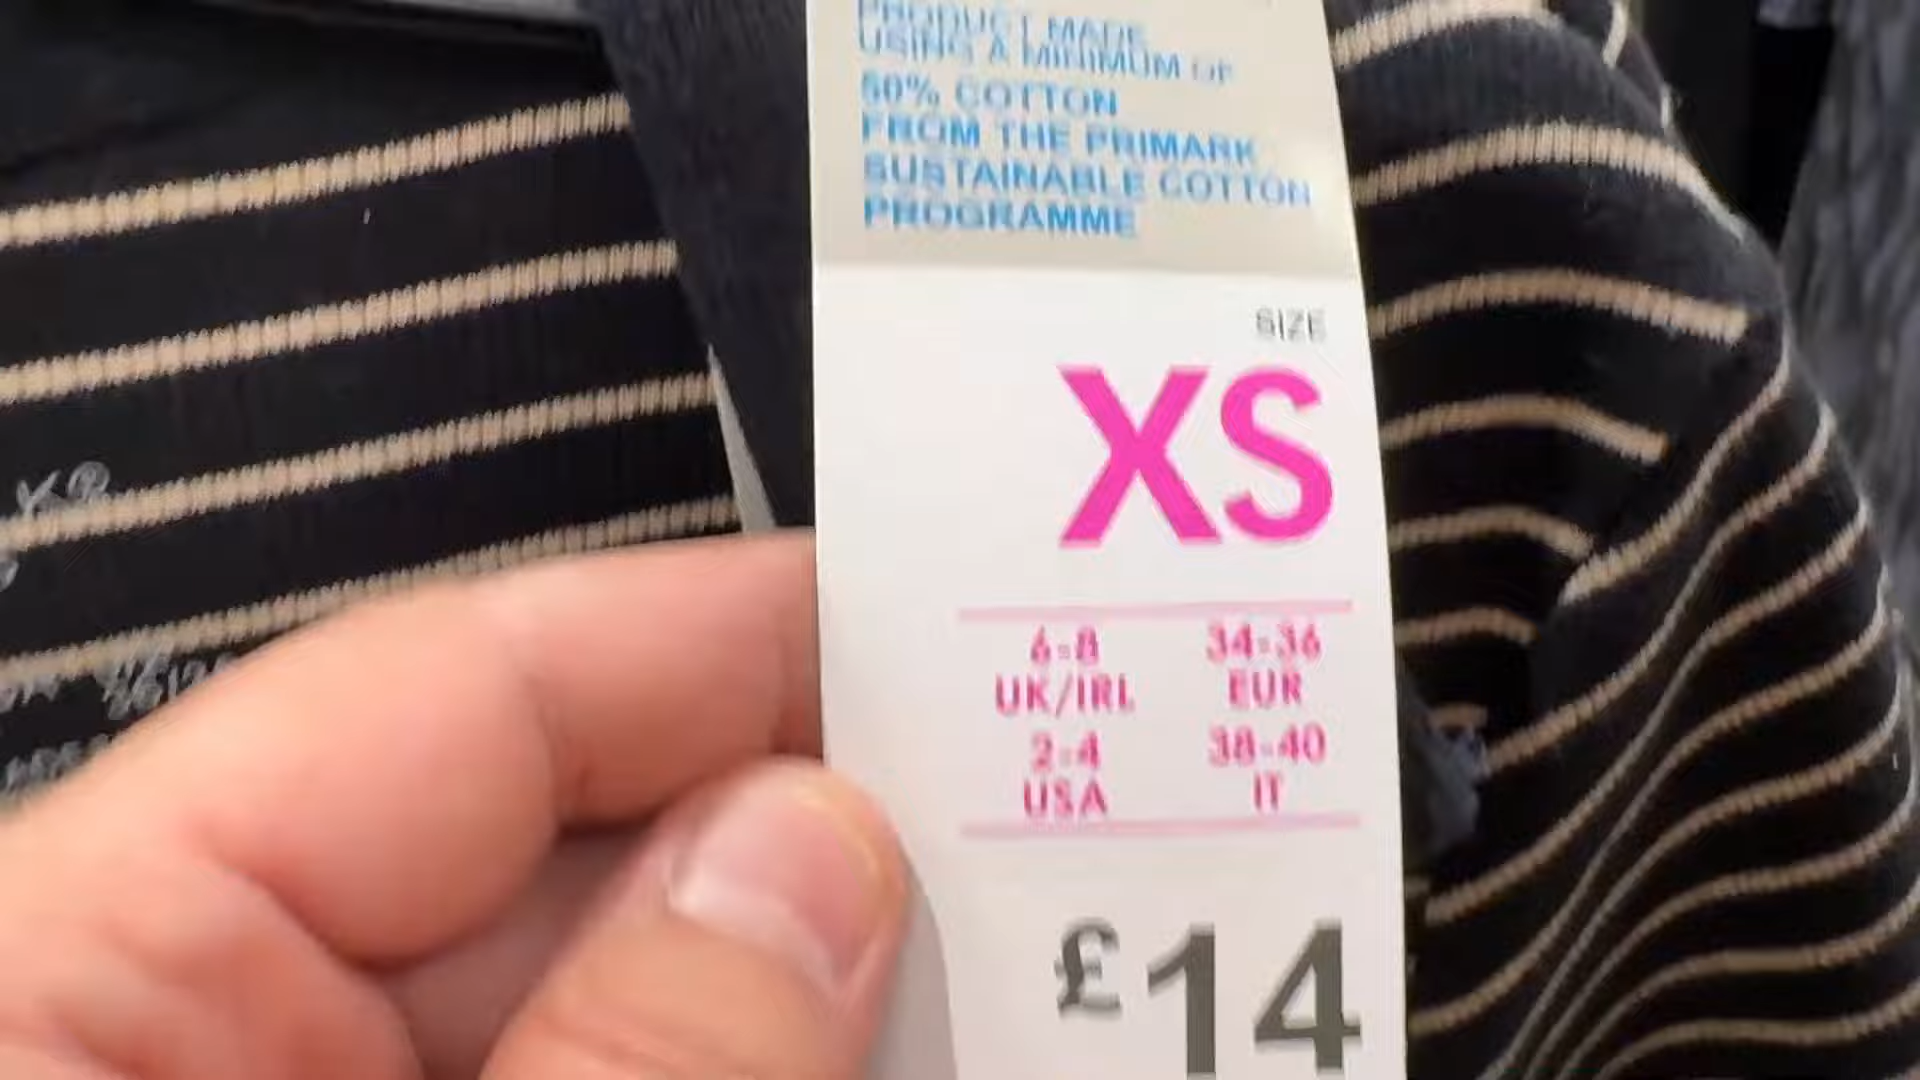 PRODUCT MADE
USING A MINIMUM OF
50% COTTON
FROM THE PRIMARK
SUSTAINABLE COTTON
PROGRAMME
SIZE
XS
6-8 34-36
UK/IRL EUR
2-4 38-40
USA IT
£14